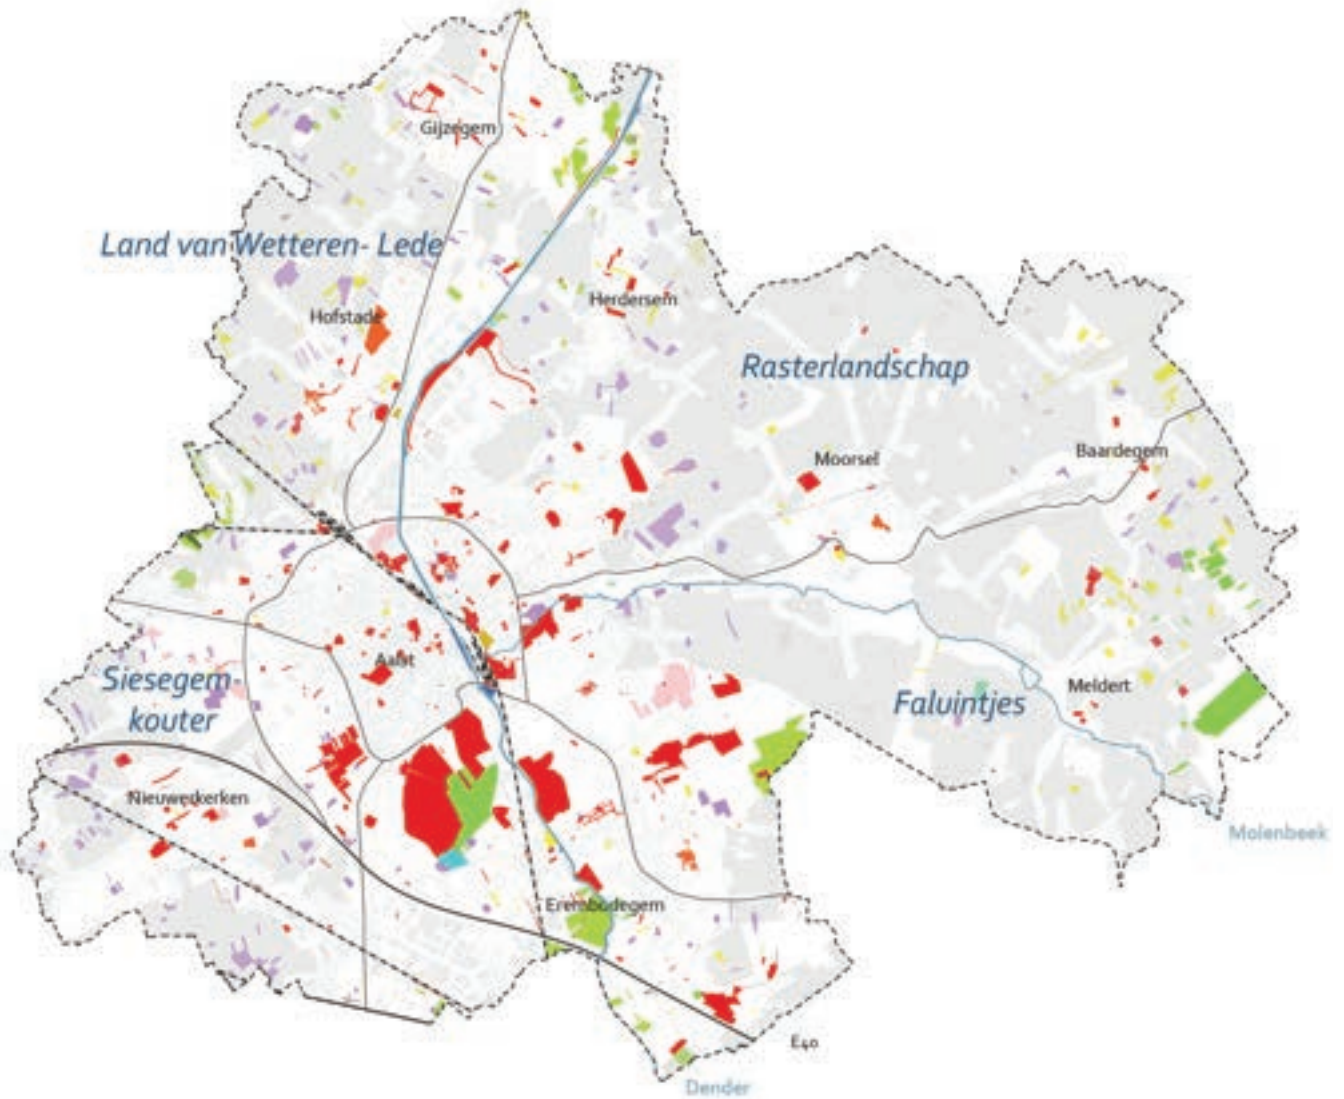 Gijzegem
Land van Wetteren- Lede
Herdersem
Hofstade
Rasterlandschap
Baardegem
Moorsel
Aalst
Siesegem-
kouter
Meldert
Faluintjes
Nieuwerkerken
Molenbeek
Erembodegem
E40
Dender